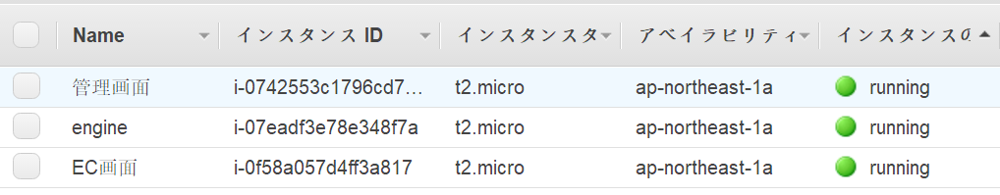 Name インスタンス ID インスタンスタ アベイラビリティ インスタンスの
管理画面 i-0742553c1796cd7... t2.micro ap-northeast-1a running
engine i-07eadf3e78e348f7a t2.micro ap-northeast-1a running
EC画面 i-0f58a057d4ff3a817 t2.micro ap-northeast-1a running